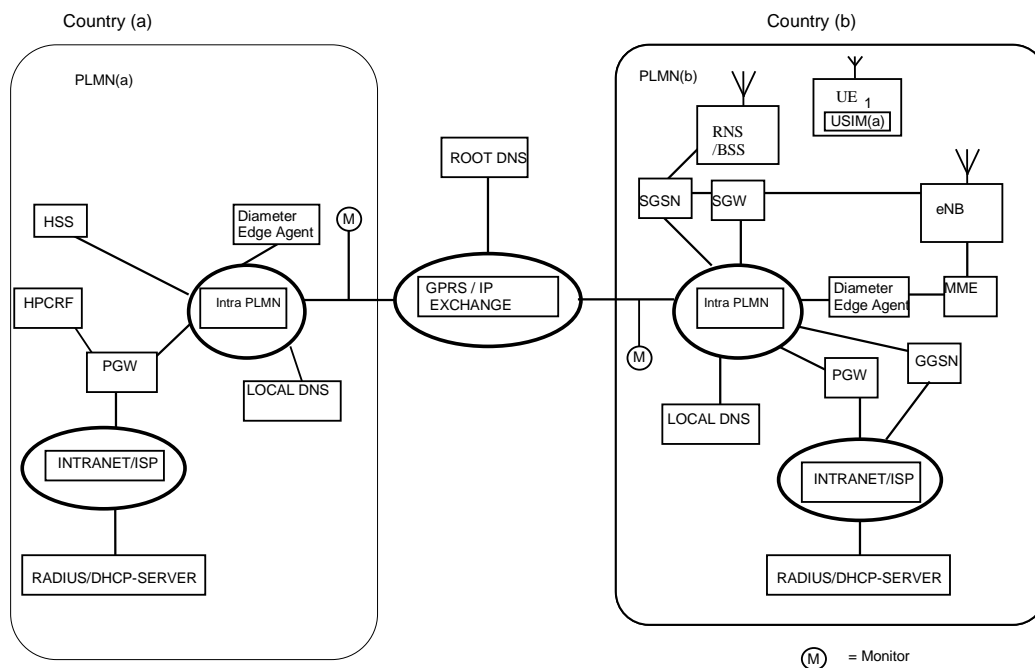 Country (a)
Country (b)
PLMN(a)
PLMN(b)
UE 1
USIM(a)
RNS
/BSS
ROOT DNS
HSS
Diameter
Edge Agent
M
SGSN
SGW
eNB
HPCRF
Intra PLMN
GPRS / IP
EXCHANGE
Intra PLMN
Diameter
Edge Agent
MME
M
PGW
LOCAL DNS
PGW
GGSN
LOCAL DNS
INTRANET/ISP
INTRANET/ISP
RADIUS/DHCP-SERVER
RADIUS/DHCP-SERVER
M = Monitor